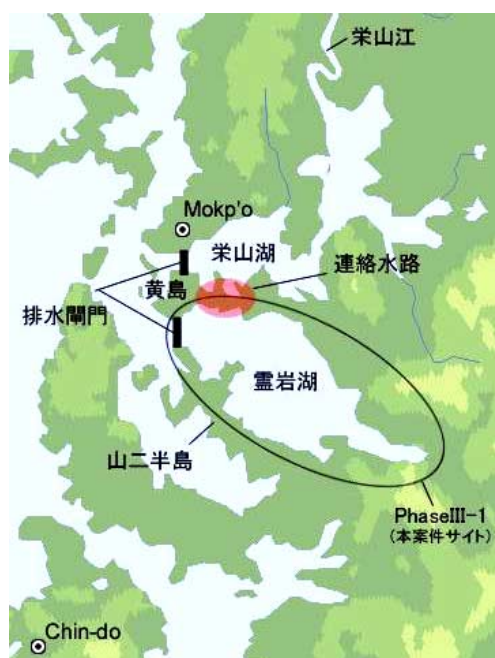 栄山江
Mokp'o
栄山湖
連絡水路
黄島
排水閘門
霊岩湖
山二半島
PhaseIII-1
(本案件サイト)
Chin-do